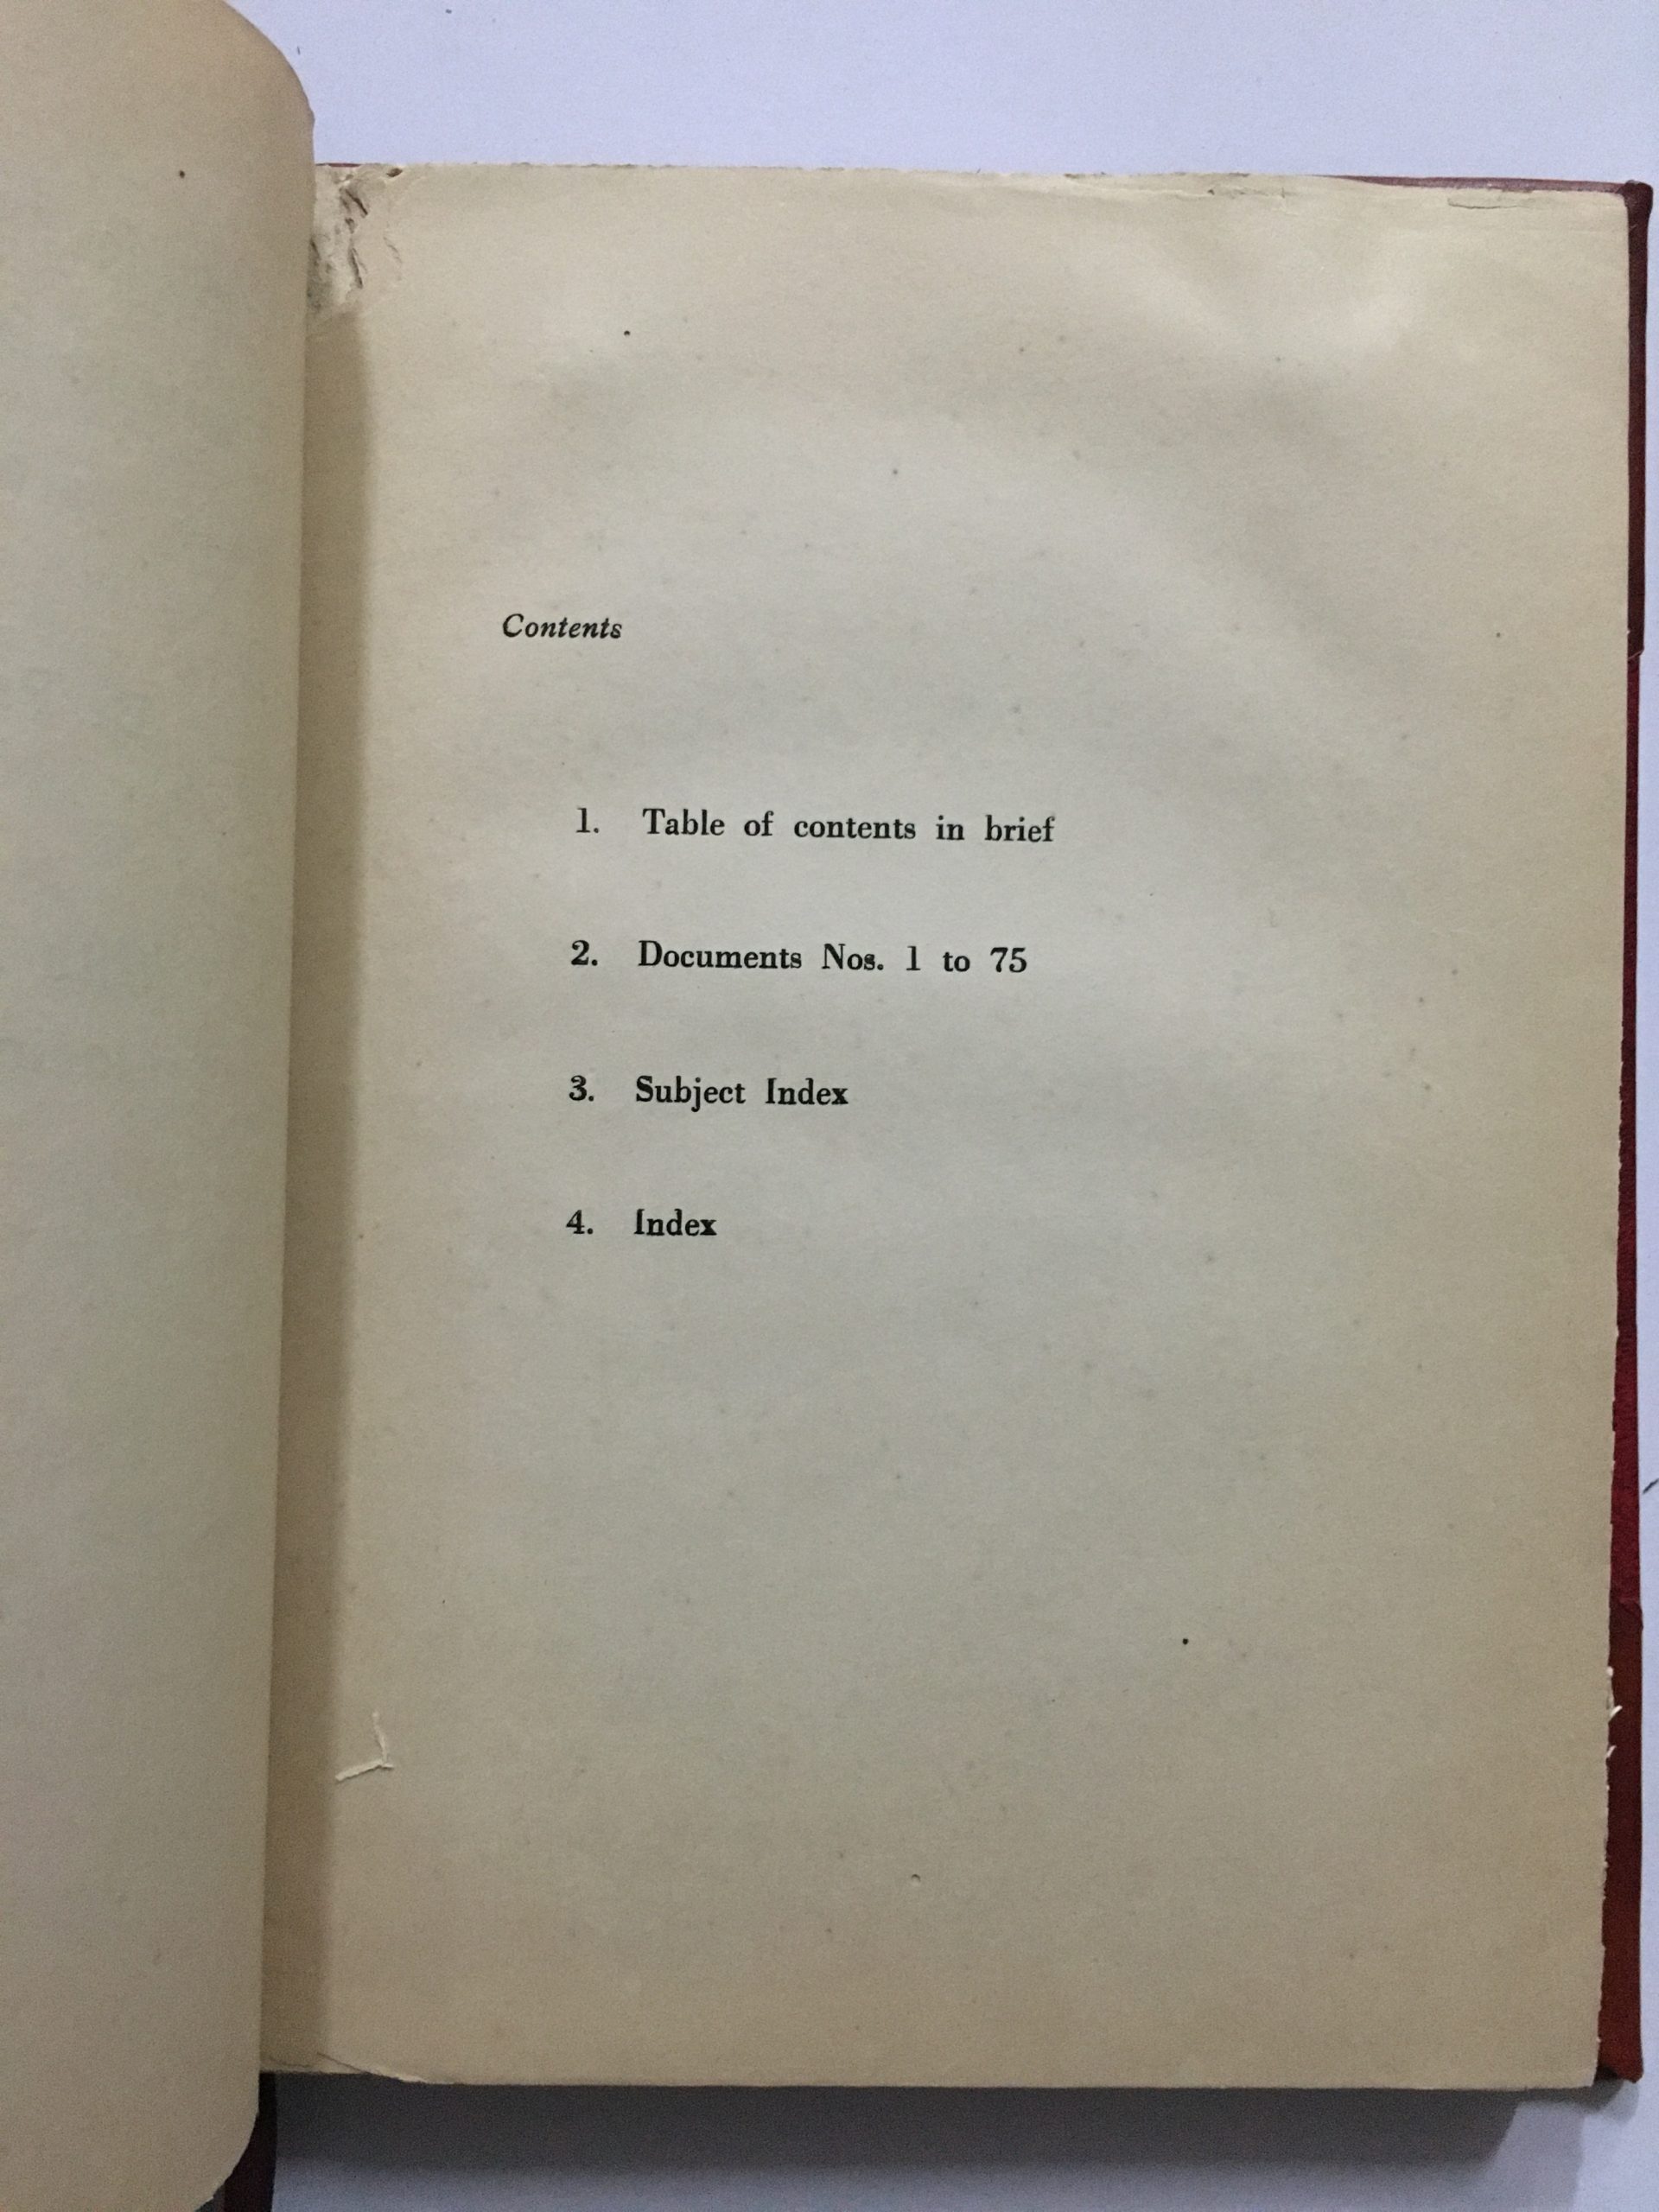 Contents
1. Table of contents in brief
2. Documents Nos. 1 to 75
3. Subject Index
4. Index